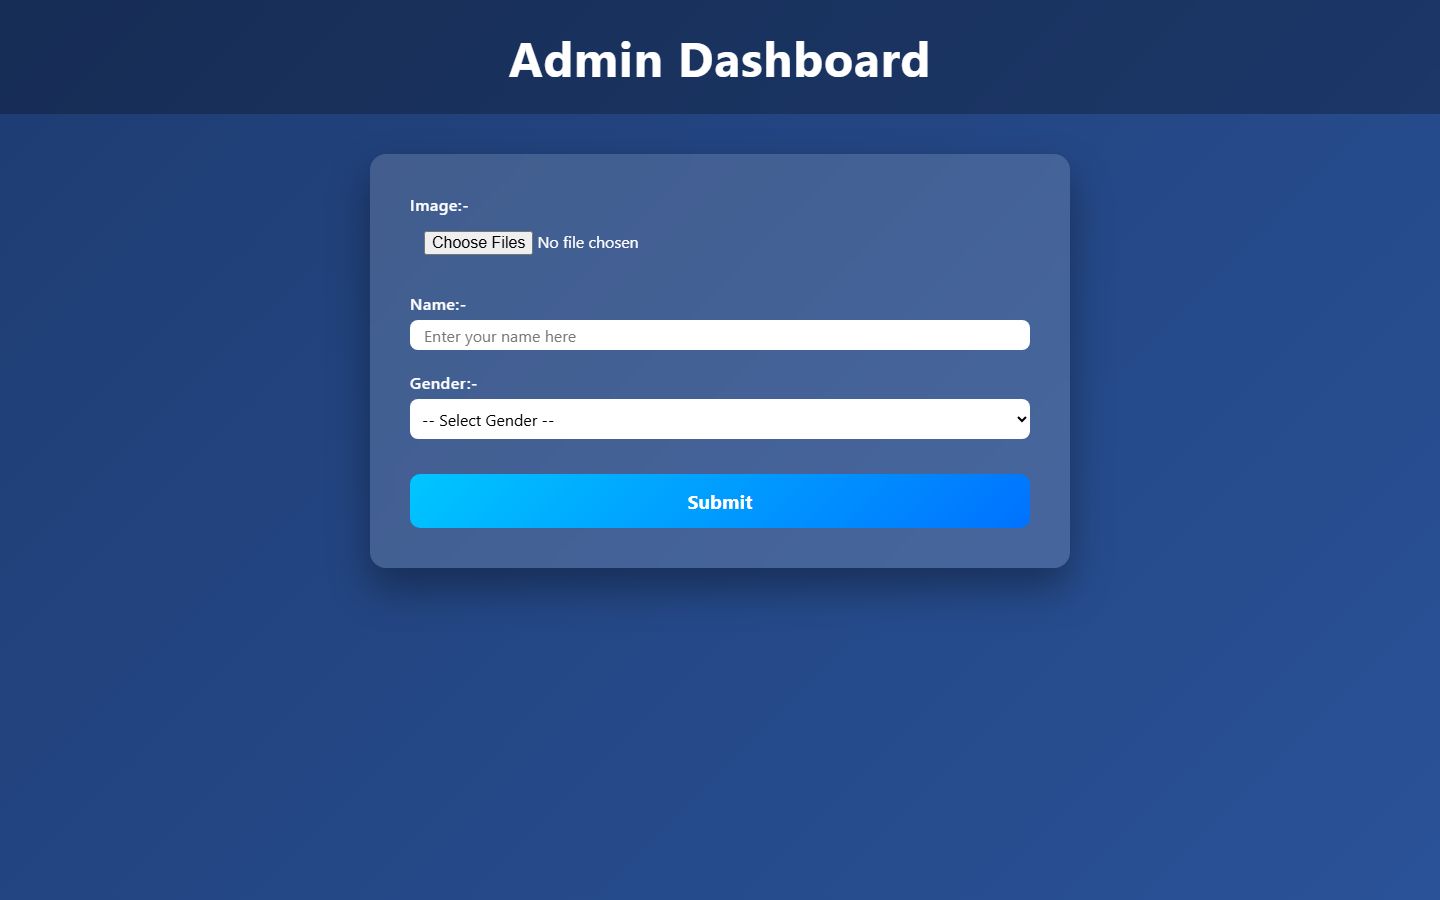 Admin Dashboard
Image:-
Choose Files No file chosen
Name:-
Enter your name here
Gender:-
-- Select Gender --
Submit